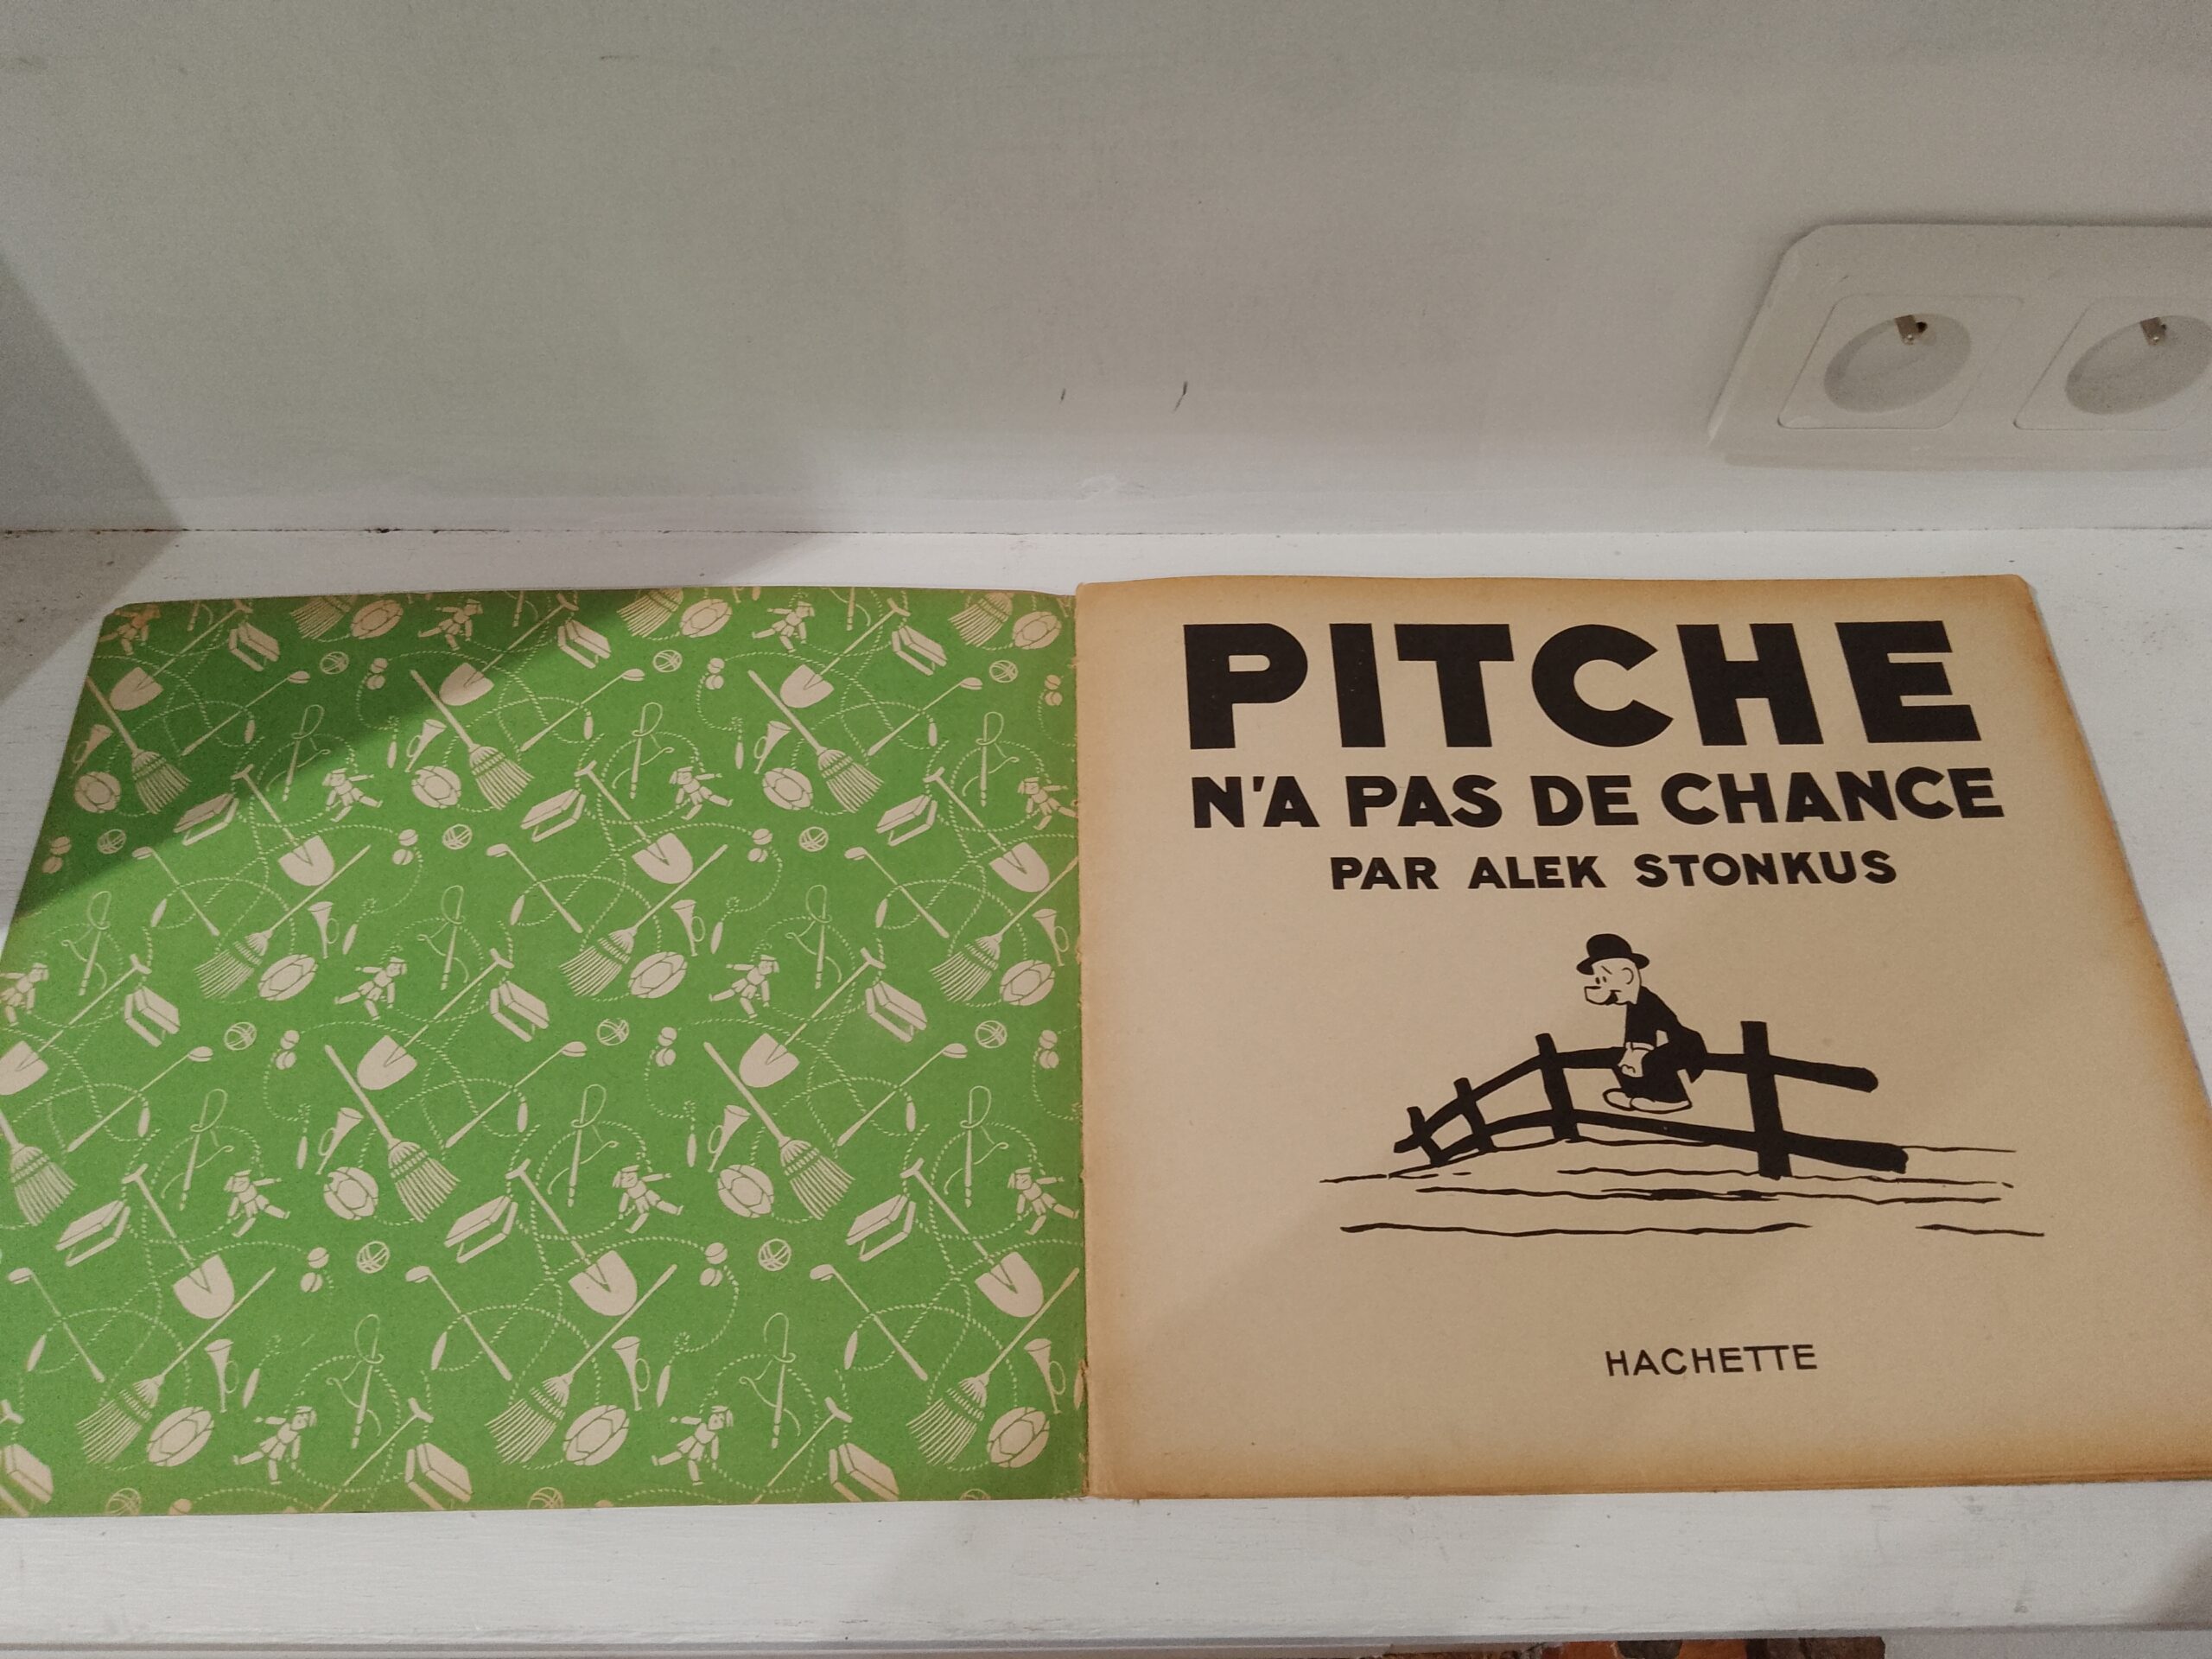 PITCHE
N'A PAS DE CHANCE
PAR ALEK STONKUS
HACHETTE